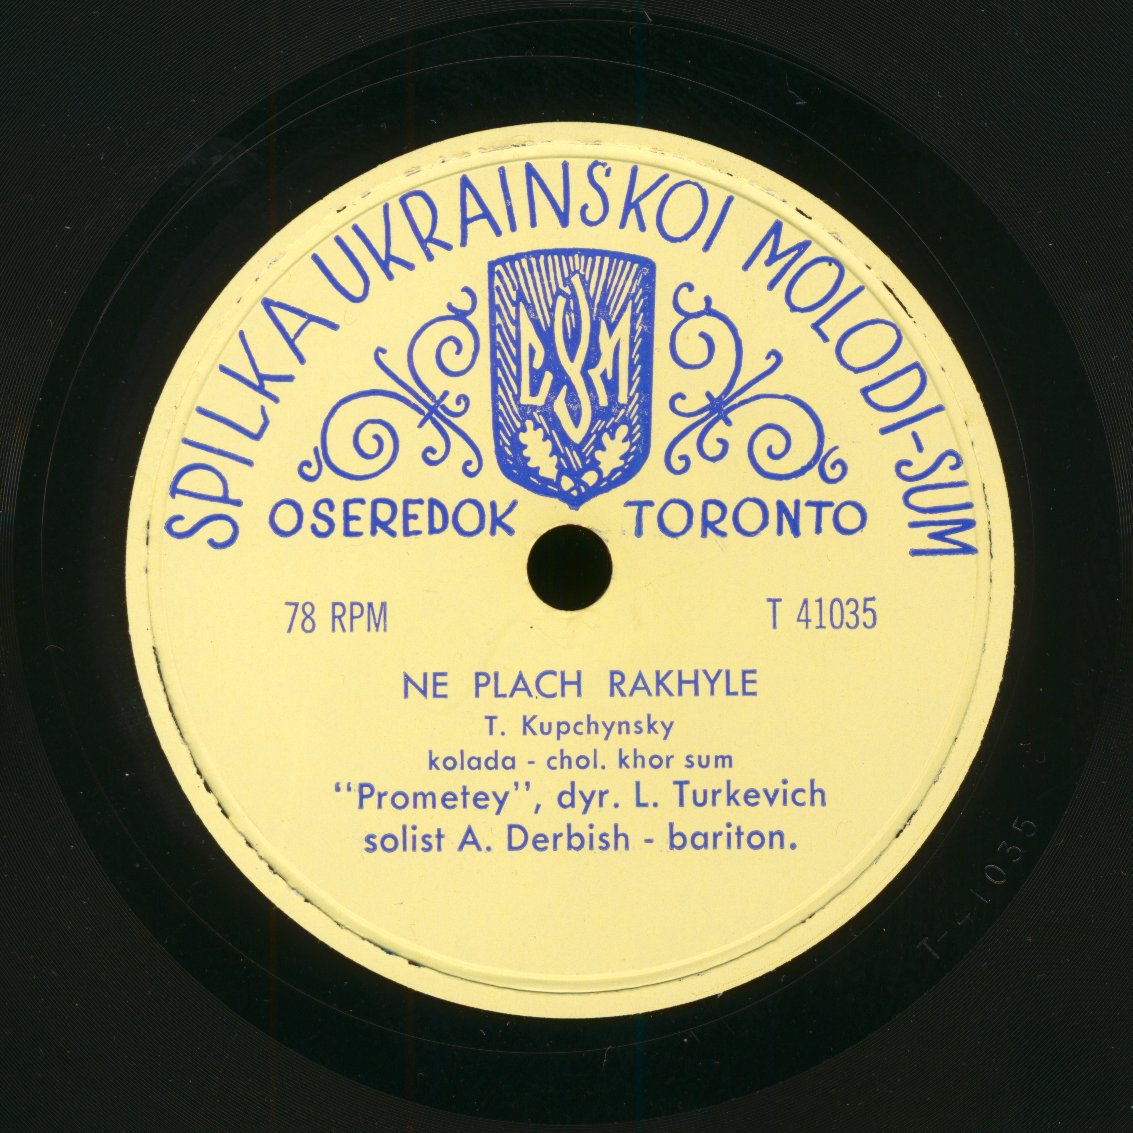 SPILKA UKRAINSKOI MOLODI-SUM
СУМ
OSEREDOK TORONTO
78 RPM T 41035
NE PLACH RAKHYLE
T. Kupchynsky
kolada - chol. khor sum
"Prometey", dyr. L. Turkevich
solist A. Derbish - bariton.
T-41035